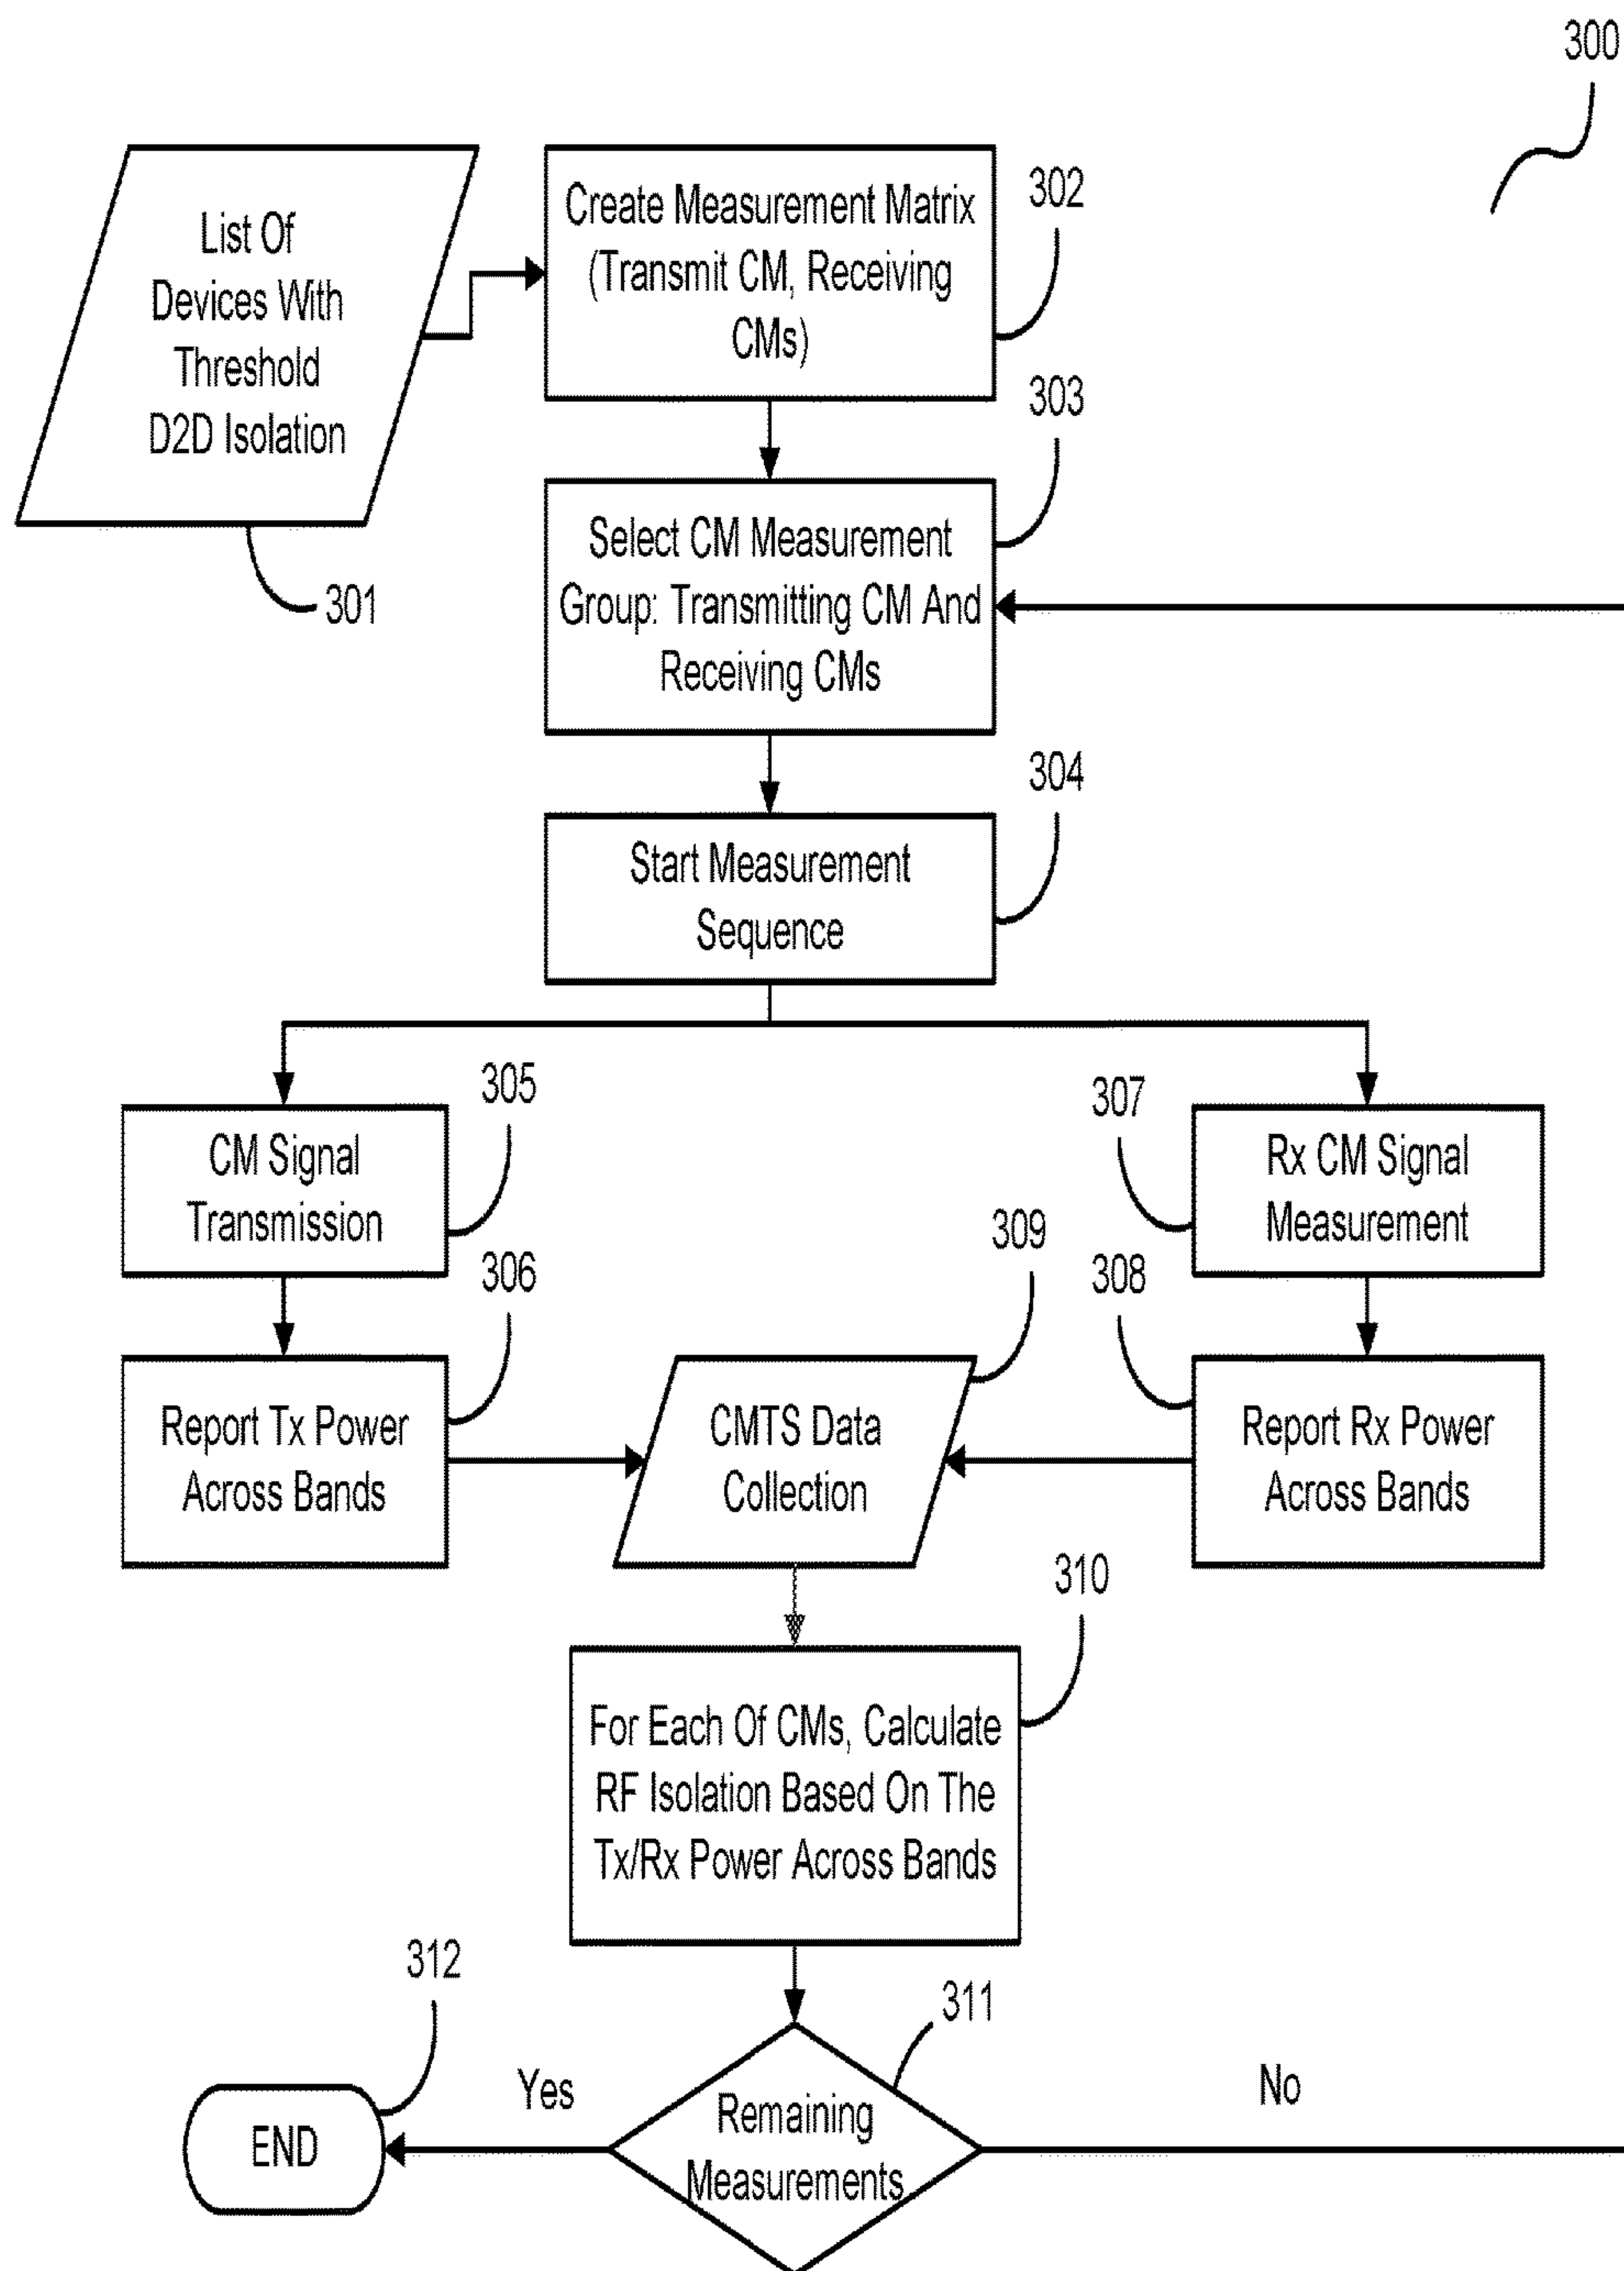 300
List Of
Devices With
Threshold
D2D Isolation
301
Create Measurement Matrix
(Transmit CM, Receiving
CMs)
302
303
Select CM Measurement
Group: Transmitting CM And
Receiving CMs
304
Start Measurement
Sequence
305
CM Signal
Transmission
307
Rx CM Signal
Measurement
306
Report Tx Power
Across Bands
309
CMTS Data
Collection
308
Report Rx Power
Across Bands
310
For Each Of CMs, Calculate
RF Isolation Based On The
Tx/Rx Power Across Bands
312
END
Yes
311
Remaining
Measurements
No